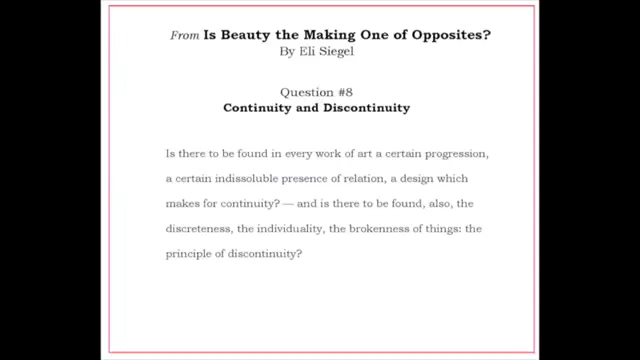 From Is Beauty the Making One of Opposites?
By Eli Siegel
Question #8
Continuity and Discontinuity
Is there to be found in every work of art a certain progression,
a certain indissoluble presence of relation, a design which
makes for continuity? — and is there to be found, also, the
discreteness, the individuality, the brokenness of things: the
principle of discontinuity?